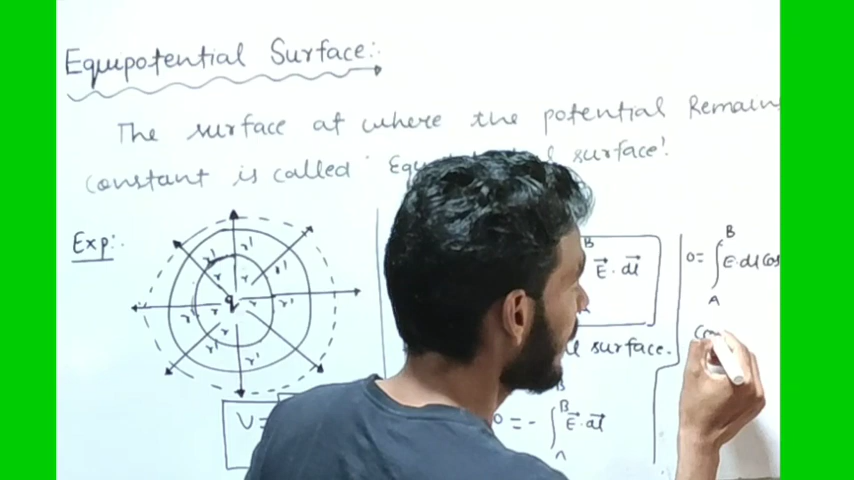 Equipotential Surface:-
The surface at where the potential Remain
constant is called surface'.
Exp:-
r' r' r' r' r' r' r'
r r r r r r
q
V=
B
E⃗ . dl⃗
surface.
B
0 = - ∫ E⃗ . dl⃗
A
B
0= ∫ E.dl Cos
A